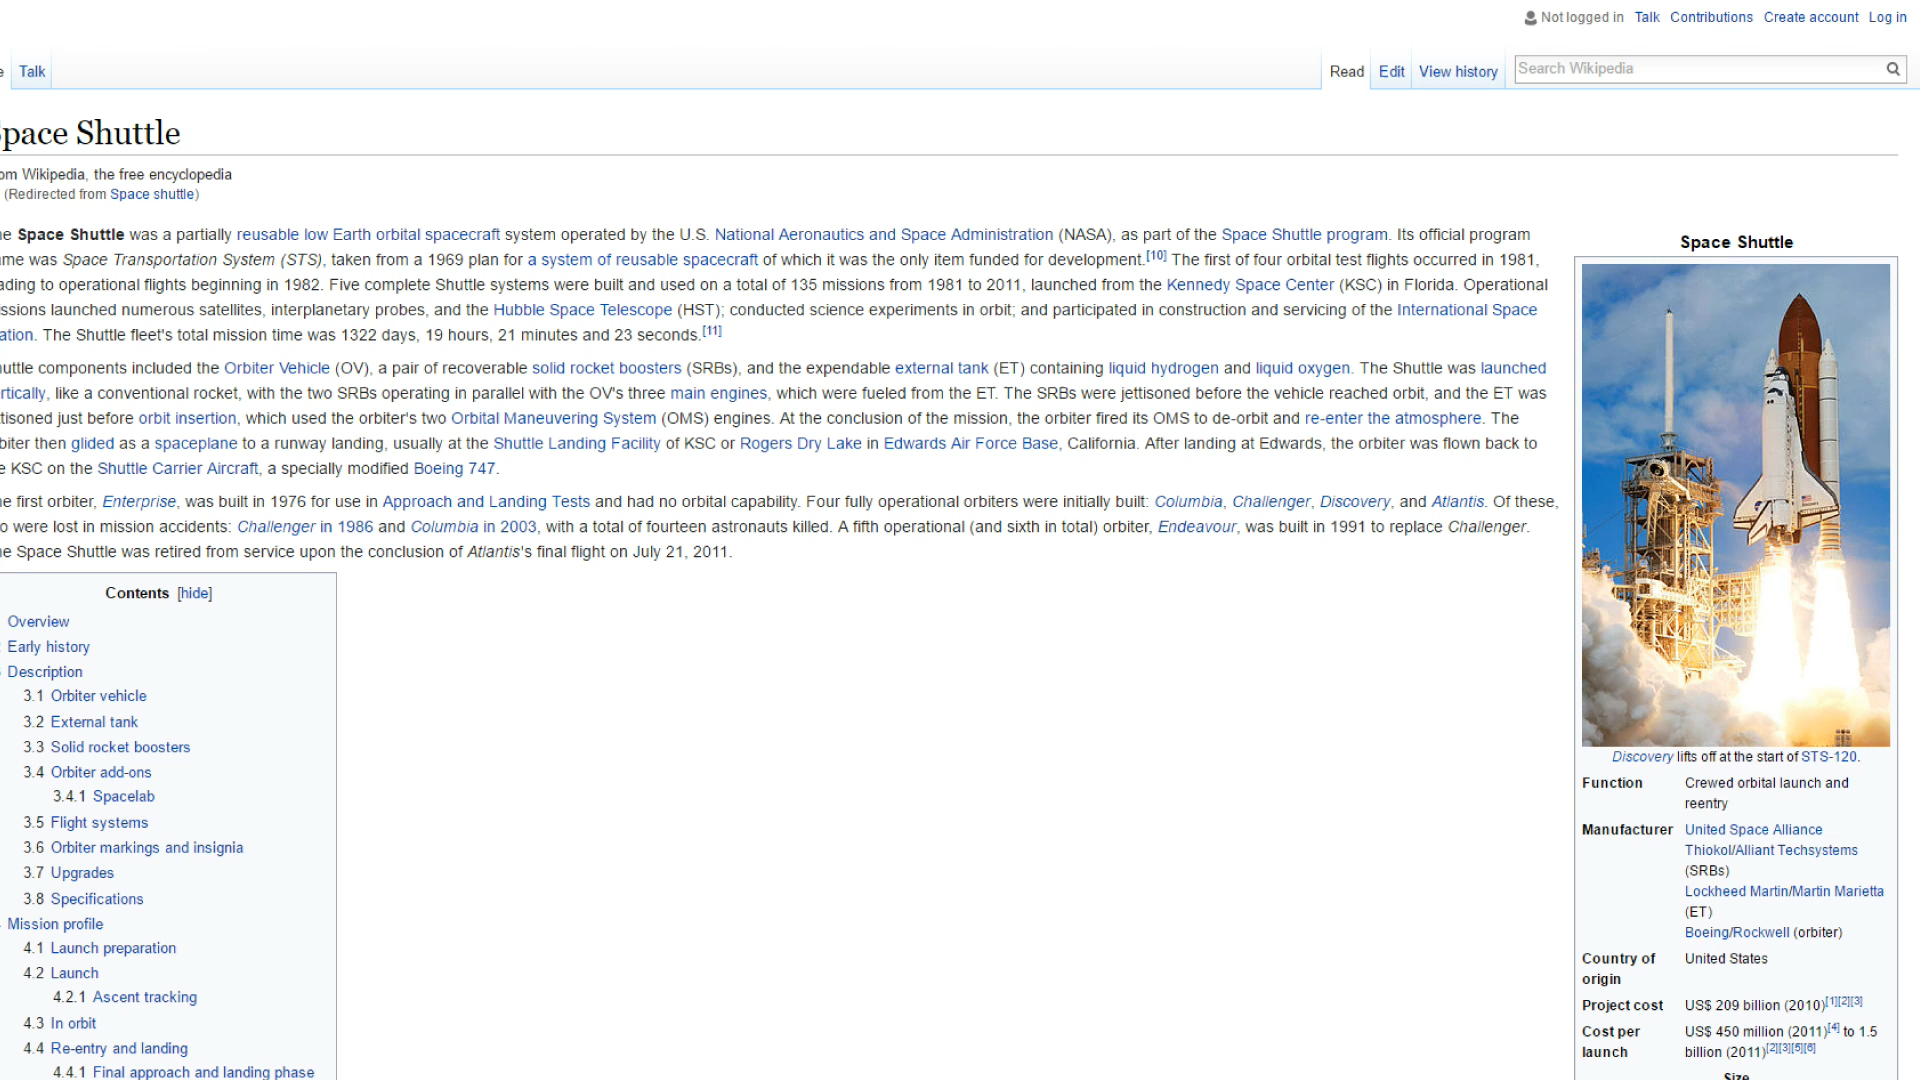 Not logged in Talk Contributions Create account Log in
e Talk Read Edit View history Search Wikipedia
pace Shuttle
om Wikipedia, the free encyclopedia
(Redirected from Space shuttle)
he Space Shuttle was a partially reusable low Earth orbital spacecraft system operated by the U.S. National Aeronautics and Space Administration (NASA), as part of the Space Shuttle program. Its official program
me was Space Transportation System (STS), taken from a 1969 plan for a system of reusable spacecraft of which it was the only item funded for development.[10] The first of four orbital test flights occurred in 1981,
ading to operational flights beginning in 1982. Five complete Shuttle systems were built and used on a total of 135 missions from 1981 to 2011, launched from the Kennedy Space Center (KSC) in Florida. Operational
issions launched numerous satellites, interplanetary probes, and the Hubble Space Telescope (HST); conducted science experiments in orbit; and participated in construction and servicing of the International Space
ation. The Shuttle fleet's total mission time was 1322 days, 19 hours, 21 minutes and 23 seconds.[11]
uttle components included the Orbiter Vehicle (OV), a pair of recoverable solid rocket boosters (SRBs), and the expendable external tank (ET) containing liquid hydrogen and liquid oxygen. The Shuttle was launched
rtically, like a conventional rocket, with the two SRBs operating in parallel with the OV's three main engines, which were fueled from the ET. The SRBs were jettisoned before the vehicle reached orbit, and the ET was
ttisoned just before orbit insertion, which used the orbiter's two Orbital Maneuvering System (OMS) engines. At the conclusion of the mission, the orbiter fired its OMS to de-orbit and re-enter the atmosphere. The
biter then glided as a spaceplane to a runway landing, usually at the Shuttle Landing Facility of KSC or Rogers Dry Lake in Edwards Air Force Base, California. After landing at Edwards, the orbiter was flown back to
e KSC on the Shuttle Carrier Aircraft, a specially modified Boeing 747.
he first orbiter, Enterprise, was built in 1976 for use in Approach and Landing Tests and had no orbital capability. Four fully operational orbiters were initially built: Columbia, Challenger, Discovery, and Atlantis. Of these,
o were lost in mission accidents: Challenger in 1986 and Columbia in 2003, with a total of fourteen astronauts killed. A fifth operational (and sixth in total) orbiter, Endeavour, was built in 1991 to replace Challenger.
he Space Shuttle was retired from service upon the conclusion of Atlantis's final flight on July 21, 2011.
Contents [hide]
Overview
Early history
Description
3.1 Orbiter vehicle
3.2 External tank
3.3 Solid rocket boosters
3.4 Orbiter add-ons
3.4.1 Spacelab
3.5 Flight systems
3.6 Orbiter markings and insignia
3.7 Upgrades
3.8 Specifications
Mission profile
4.1 Launch preparation
4.2 Launch
4.2.1 Ascent tracking
4.3 In orbit
4.4 Re-entry and landing
4.4.1 Final approach and landing phase
Space Shuttle
Discovery lifts off at the start of STS-120.
Function Crewed orbital launch and
reentry
Manufacturer United Space Alliance
Thiokol/Alliant Techsystems
(SRBs)
Lockheed Martin/Martin Marietta
(ET)
Boeing/Rockwell (orbiter)
Country of United States
origin
Project cost US$ 209 billion (2010)[1][2][3]
Cost per US$ 450 million (2011)[4] to 1.5
launch billion (2011)[2][3][5][6]
Size